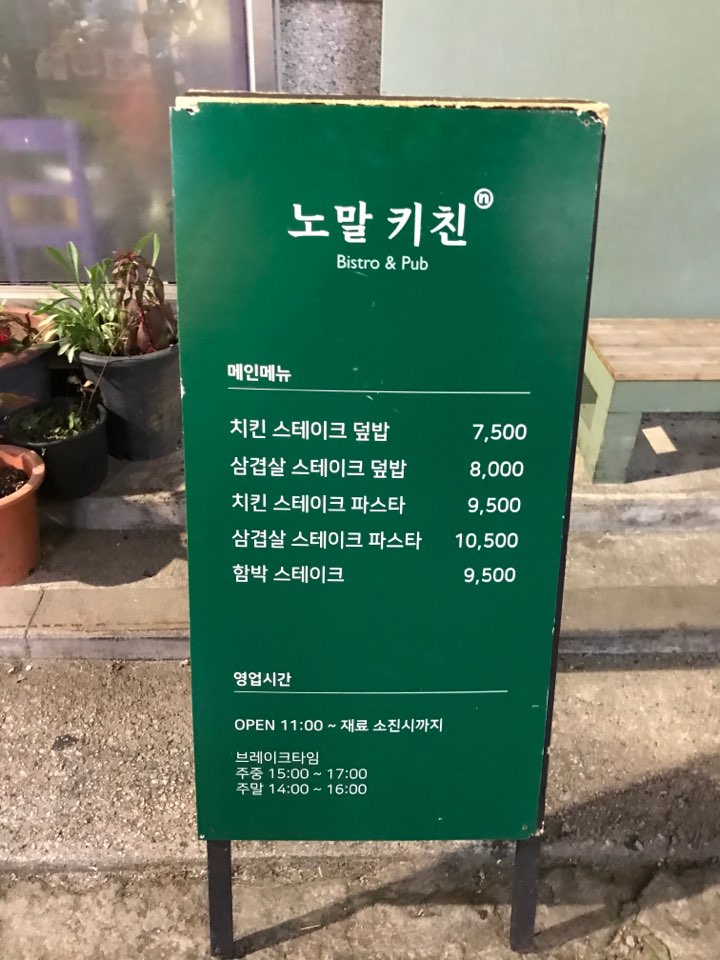 노말 키친 ⓝ
Bistro & Pub
메인메뉴
치킨 스테이크 덮밥 7,500
삼겹살 스테이크 덮밥 8,000
치킨 스테이크 파스타 9,500
삼겹살 스테이크 파스타 10,500
함박 스테이크 9,500
영업시간
OPEN 11:00 ~ 재료 소진시까지
브레이크타임
주중 15:00 ~ 17:00
주말 14:00 ~ 16:00